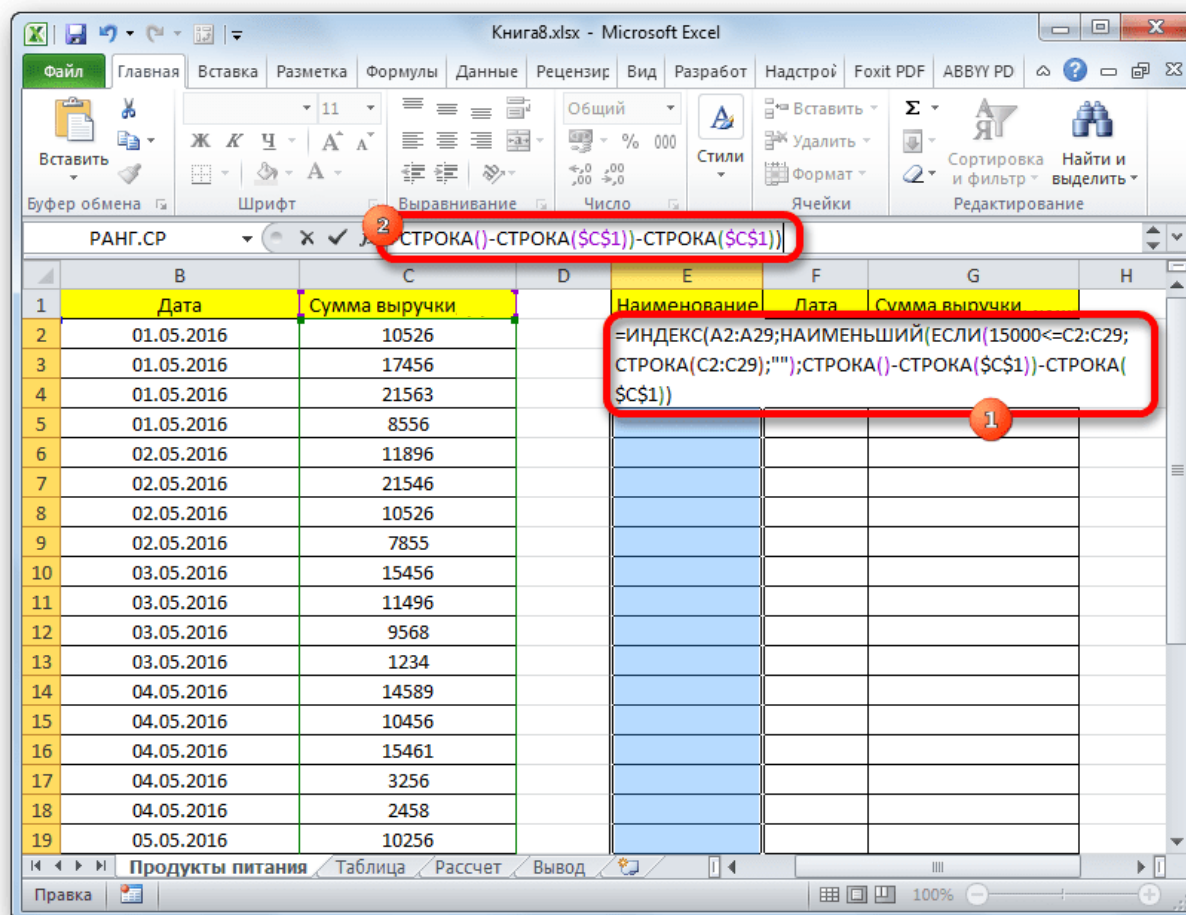 Книга8.xlsx - Microsoft Excel
Файл Главная Вставка Разметка Формулы Данные Рецензир Вид Разработ Надстрой Foxit PDF ABBYY PD
11 Общий Вставить Σ
Ж К Ч А А % 000 Удалить
Вставить А Стили Формат Сортировка и фильтр Найти и выделить
Буфер обмена Шрифт Выравнивание Число Ячейки Редактирование
РАНГ.СР 2 СТРОКА()-СТРОКА($C$1))-СТРОКА($C$1))
B C D E F G H
1 Дата Сумма выручки Наименование Дата Сумма выручки
2 01.05.2016 10526 =ИНДЕКС(A2:A29;НАИМЕНЬШИЙ(ЕСЛИ(15000<=C2:C29;
3 01.05.2016 17456 СТРОКА(C2:C29);"");СТРОКА()-СТРОКА($C$1))-СТРОКА(
4 01.05.2016 21563 $C$1))
5 01.05.2016 8556 1
6 02.05.2016 11896
7 02.05.2016 21546
8 02.05.2016 10526
9 02.05.2016 7855
10 03.05.2016 15456
11 03.05.2016 11496
12 03.05.2016 9568
13 03.05.2016 1234
14 04.05.2016 14589
15 04.05.2016 10456
16 04.05.2016 15461
17 04.05.2016 3256
18 04.05.2016 2458
19 05.05.2016 10256
Продукты питания Таблица Рассчет Вывод
Правка 100%